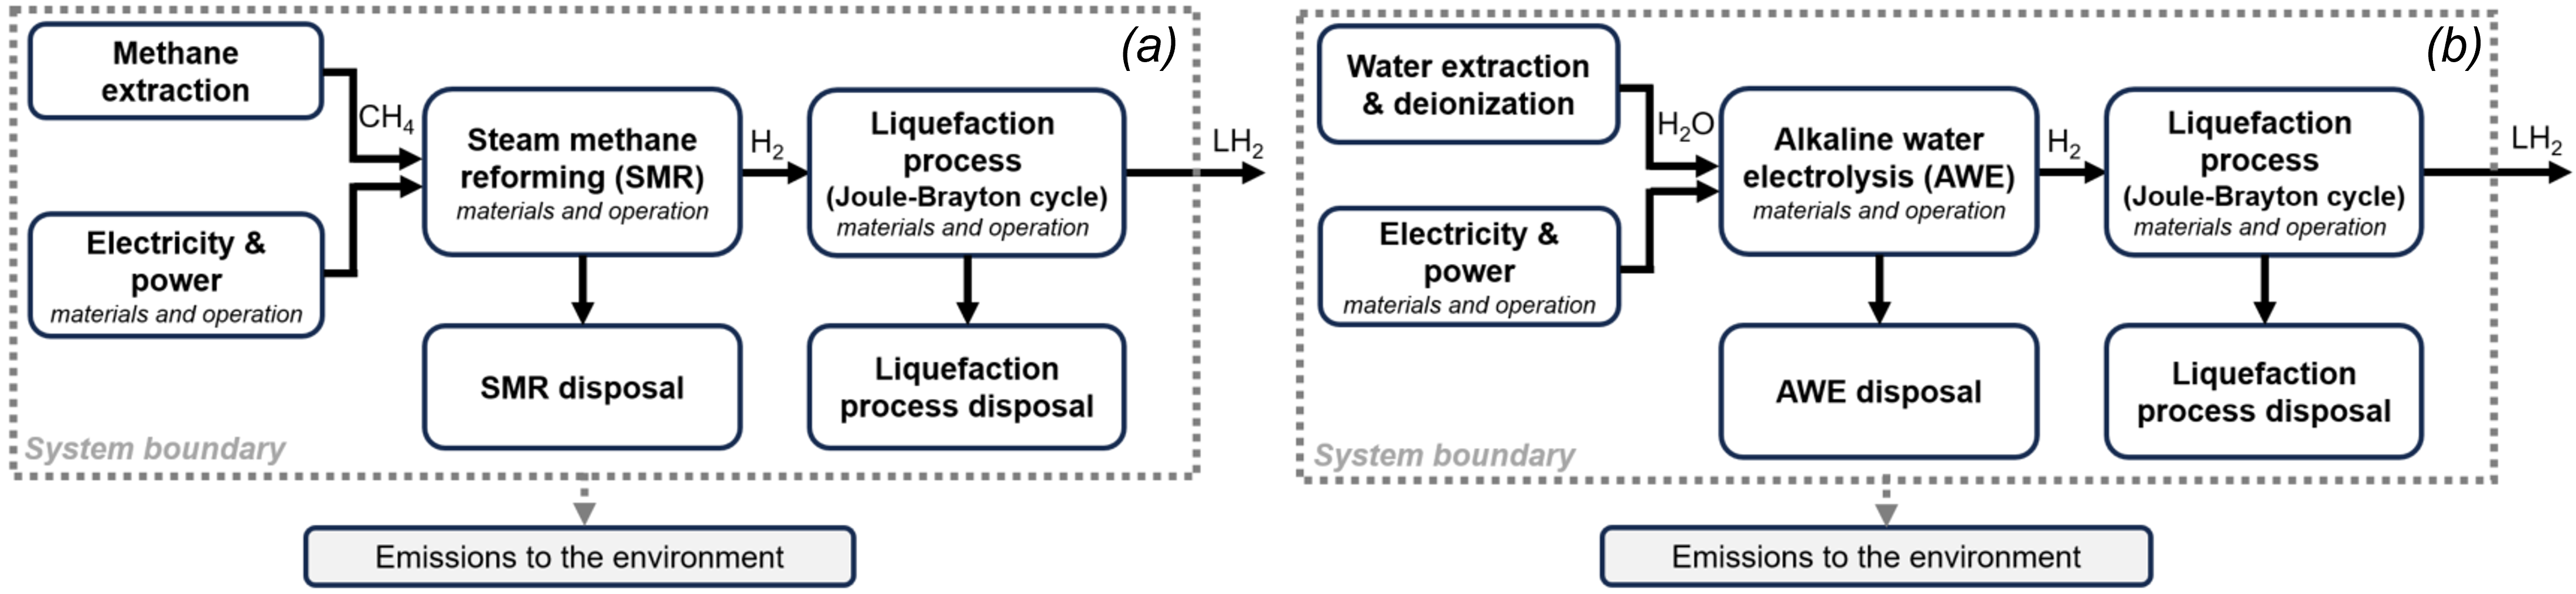 (a)
Methane
extraction
CH₄
Electricity &
power
materials and operation
Steam methane
reforming (SMR)
materials and operation
H₂
Liquefaction
process
(Joule-Brayton cycle)
materials and operation
LH₂
SMR disposal
Liquefaction
process disposal
System boundary
Emissions to the environment
(b)
Water extraction
& deionization
H₂O
Electricity &
power
materials and operation
Alkaline water
electrolysis (AWE)
materials and operation
H₂
Liquefaction
process
(Joule-Brayton cycle)
materials and operation
LH₂
AWE disposal
Liquefaction
process disposal
System boundary
Emissions to the environment